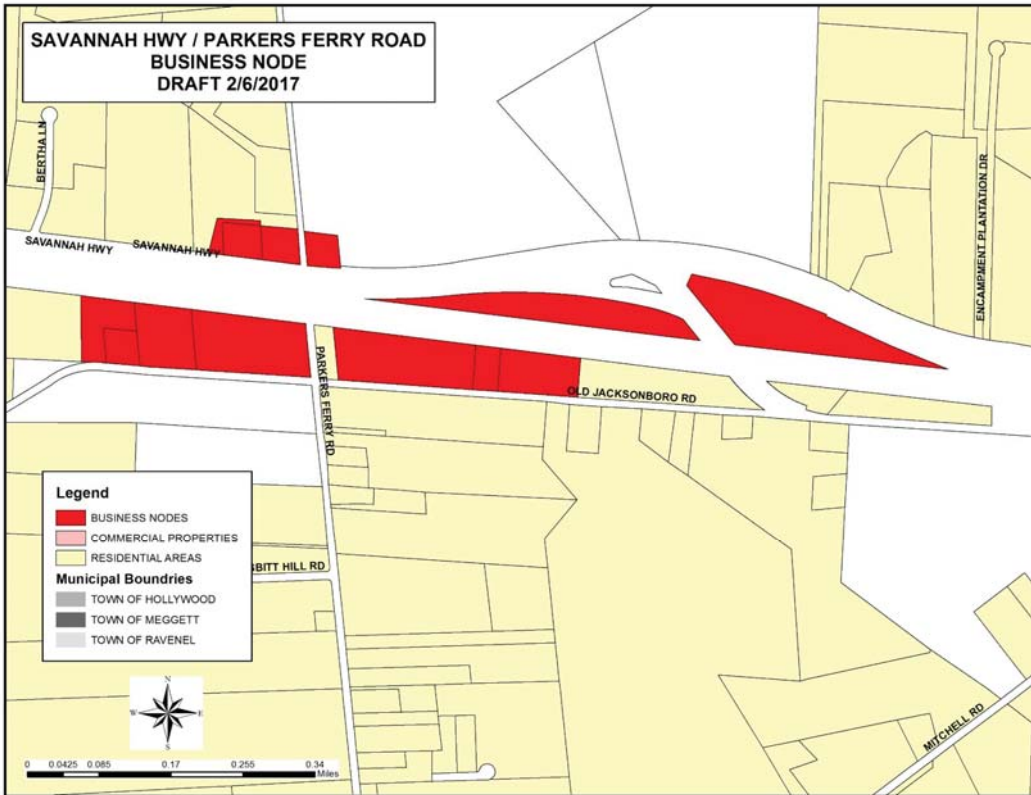 SAVANNAH HWY / PARKERS FERRY ROAD
BUSINESS NODE
DRAFT 2/6/2017
BERTHA LN
ENCAMPMENT PLANTATION DR
SAVANNAH HWY
SAVANNAH HWY
PARKERS FERRY RD
OLD JACKSONBORO RD
Legend
BUSINESS NODES
COMMERCIAL PROPERTIES
RESIDENTIAL AREAS
Municipal Boundries
TOWN OF HOLLYWOOD
TOWN OF MEGGETT
TOWN OF RAVENEL
BBITT HILL RD
N
W E
S
MITCHELL RD
0 0.0425 0.085 0.17 0.255 0.34
Miles